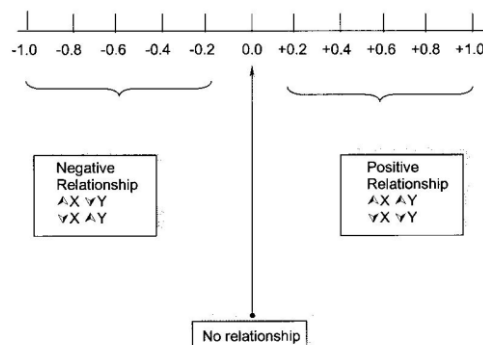 -1.0 -0.8 -0.6 -0.4 -0.2 0.0 +0.2 +0.4 +0.6 +0.8 +1.0
Negative
Relationship
⮝X ⮟Y
⮟X ⮝Y
Positive
Relationship
⮝X ⮝Y
⮟X ⮟Y
No relationship